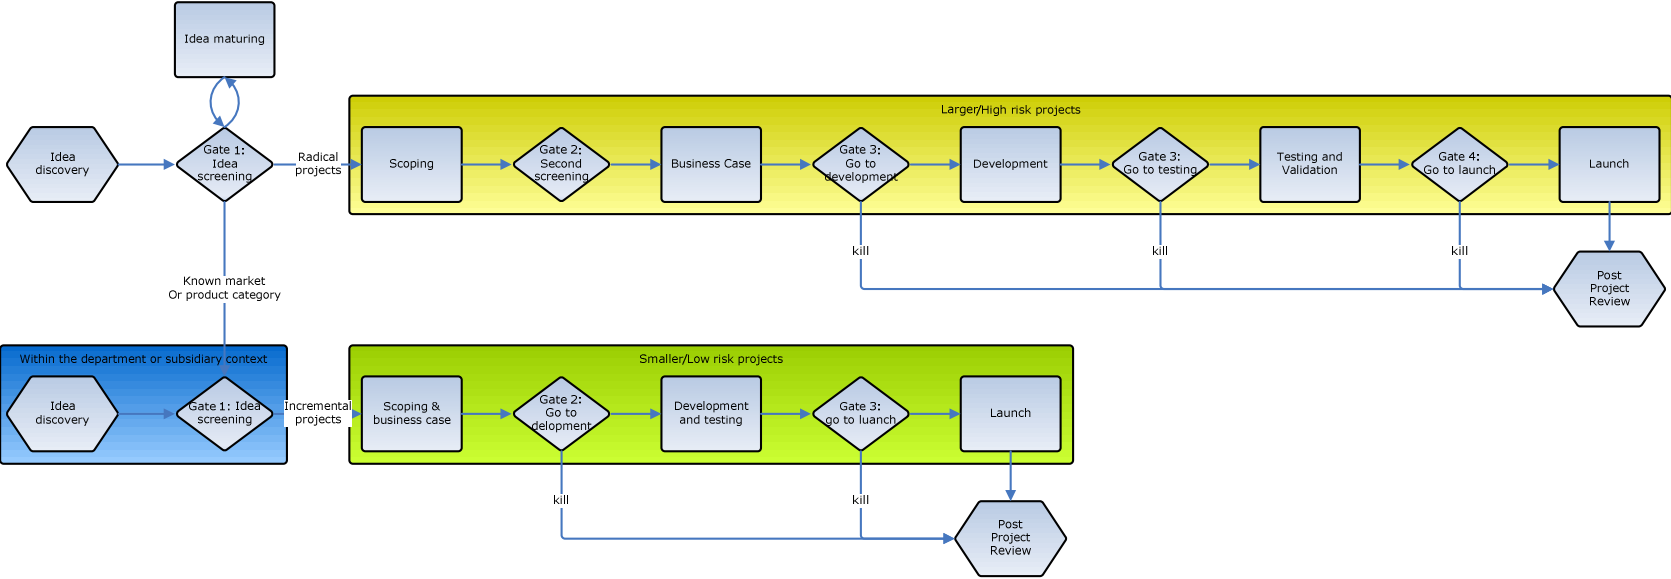 Idea maturing
Larger/High risk projects
Idea
discovery
Gate 1:
Idea
screening
Radical
projects
Scoping
Gate 2:
Second
screening
Business Case
Gate 3:
Go to
development
Development
Gate 3:
Go to testing
Testing and
Validation
Gate 4:
Go to launch
Launch
kill
kill
kill
Post
Project
Review
Known market
Or product category
Within the department or subsidiary context
Smaller/Low risk projects
Idea
discovery
Gate 1: Idea
screening
Incremental
projects
Scoping &
business case
Gate 2:
Go to
delopment
Development
and testing
Gate 3:
go to luanch
Launch
kill
kill
Post
Project
Review